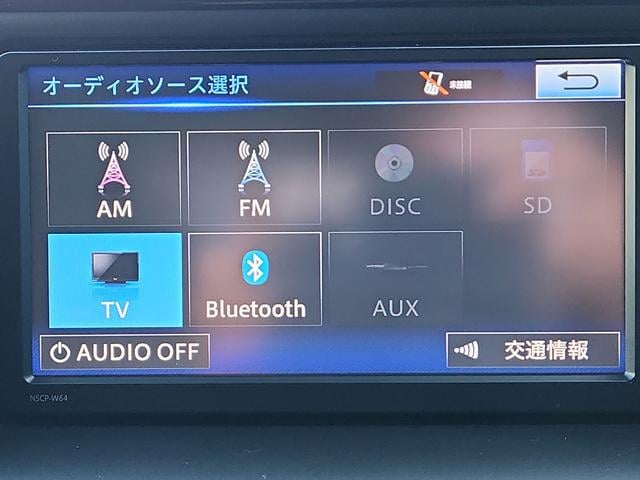 オーディオソース選択
未接続
AM
FM
DISC
SD
TV
Bluetooth
AUX
AUDIO OFF
交通情報
NSCP-W64